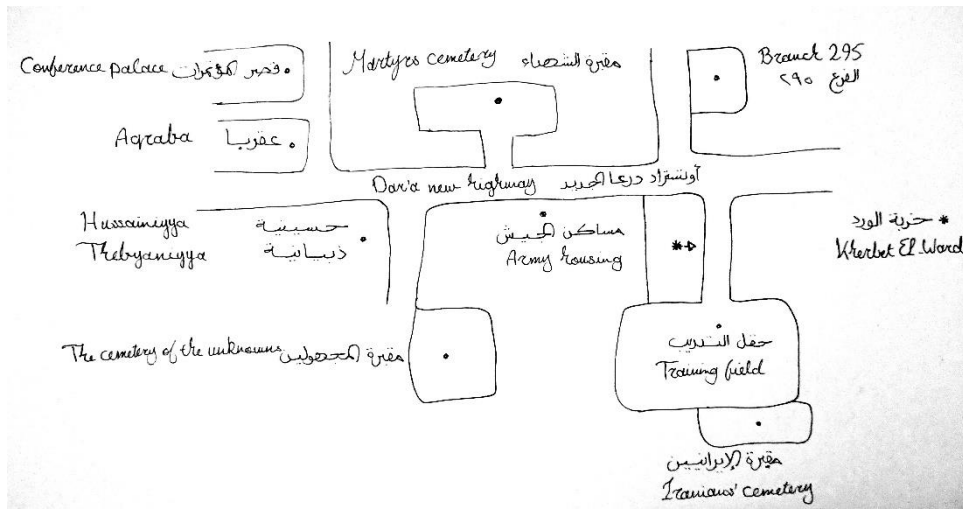 Conference palace قصر المؤتمرات
Martyrs cemetery مقبرة الشهداء
Branch 295
الفرع ٢٩٥
Aqraba عقربا
Dar'a new highway أوتستراد درعا الجديد
Hussainiyya حسينية
Thebyaniyya ذبيانية
مساكن الجيش
Army housing
* خربة الورد
Kherbet El-Ward
The cemetery of the unknowns مقبرة المجهولين
حقل التدريب
Training field
مقبرة الإيرانيين
Iranians' cemetery